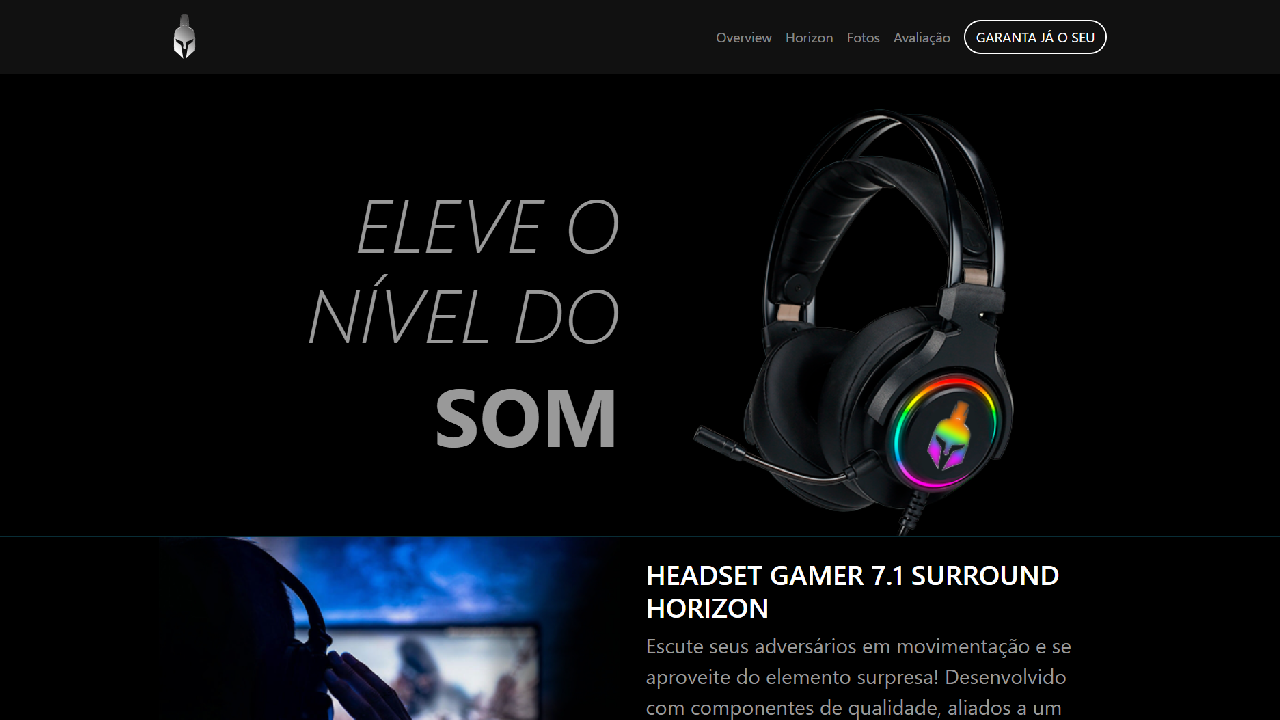 Overview Horizon Fotos Avaliação GARANTA JÁ O SEU
ELEVE O
NÍVEL DO
SOM
HEADSET GAMER 7.1 SURROUND
HORIZON
Escute seus adversários em movimentação e se
aproveite do elemento surpresa! Desenvolvido
com componentes de qualidade, aliados a um